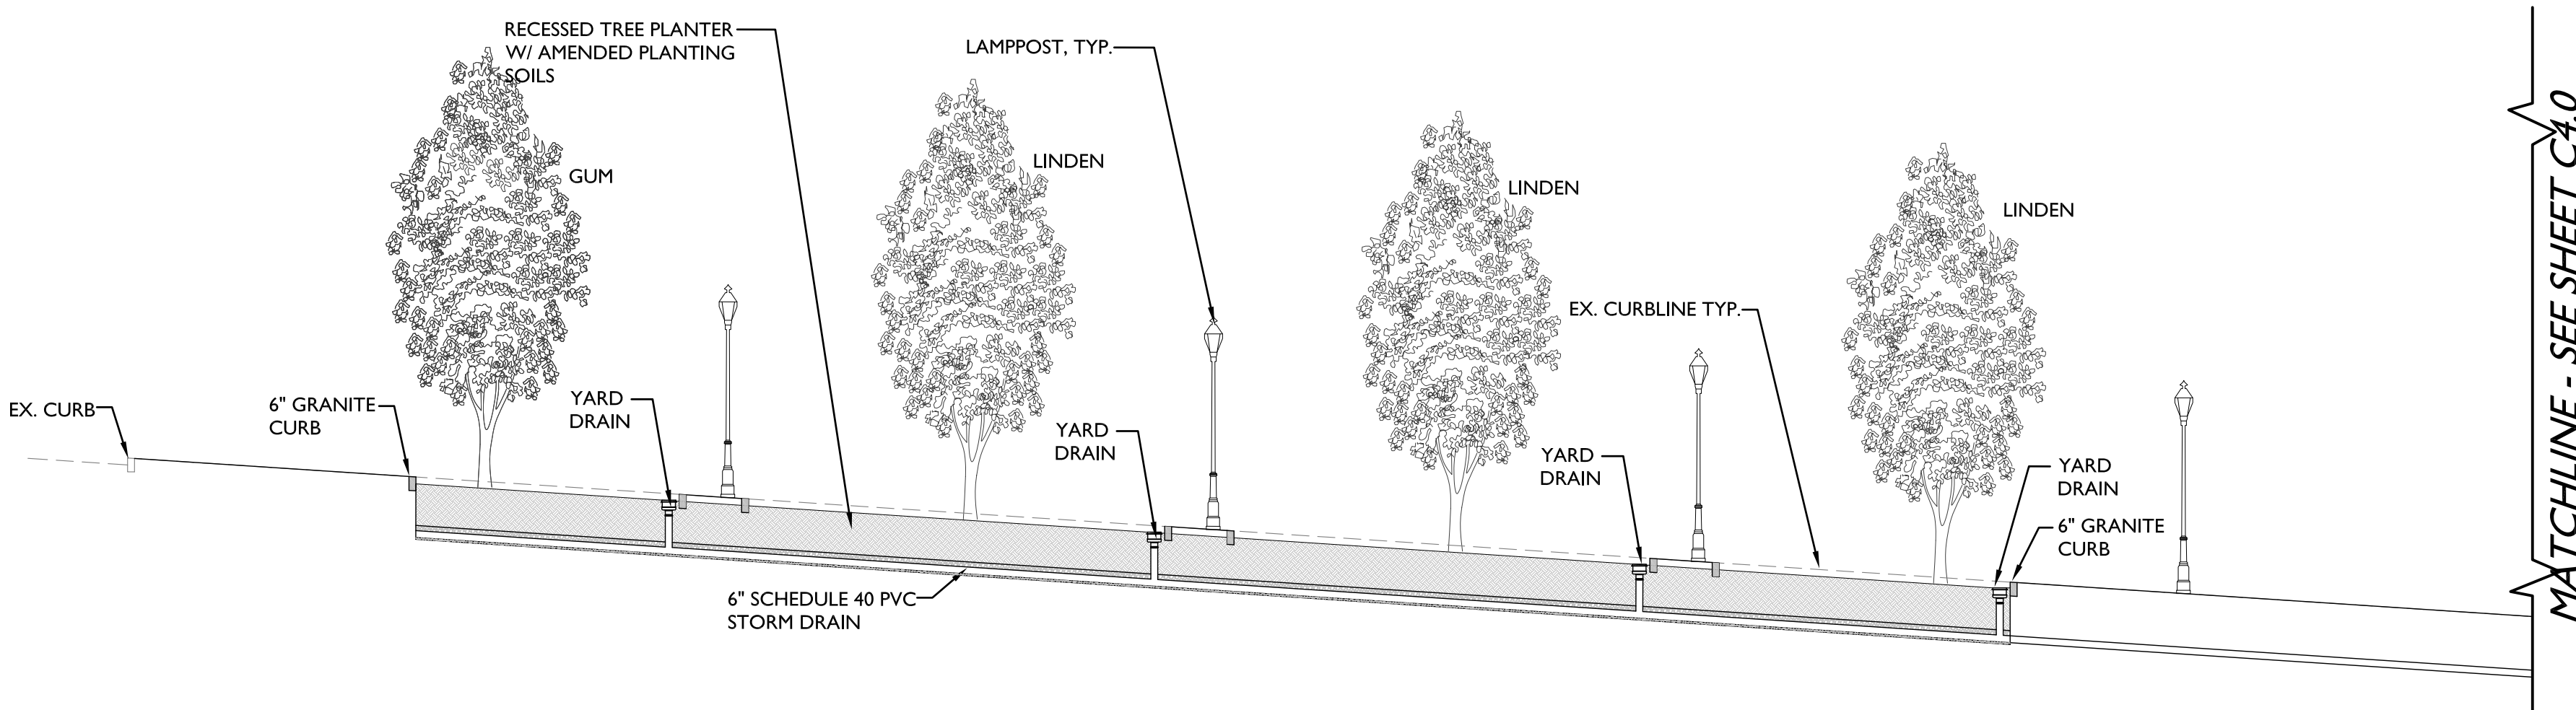 RECESSED TREE PLANTER
W/ AMENDED PLANTING
SOILS
LAMPPOST, TYP.
GUM
LINDEN
LINDEN
LINDEN
EX. CURBLINE TYP.
EX. CURB
6" GRANITE
CURB
YARD
DRAIN
YARD
DRAIN
YARD
DRAIN
YARD
DRAIN
6" GRANITE
CURB
6" SCHEDULE 40 PVC
STORM DRAIN
MATCHLINE - SEE SHEET C4.0